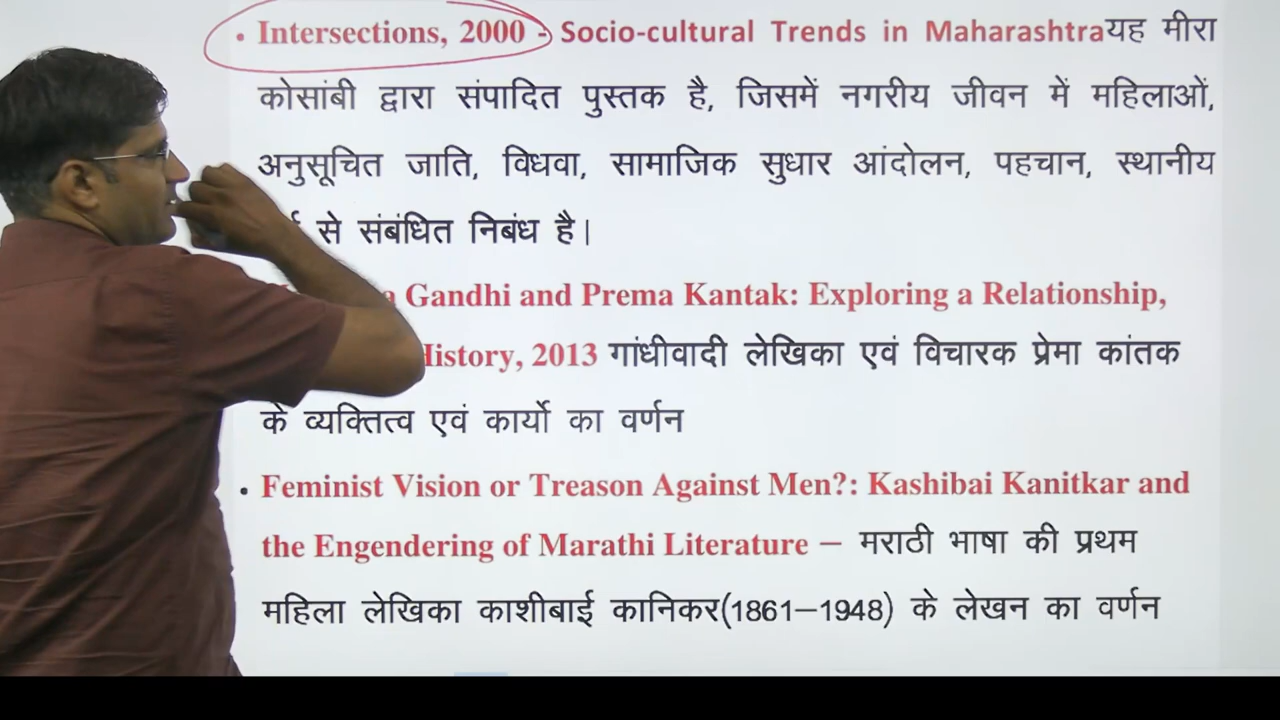 • Intersections, 2000 - Socio-cultural Trends in Maharashtraयह मीरा
कोसांबी द्वारा संपादित पुस्तक है, जिसमें नगरीय जीवन में महिलाओं,
अनुसूचित जाति, विधवा, सामाजिक सुधार आंदोलन, पहचान, स्थानीय
से संबंधित निबंध है।
Gandhi and Prema Kantak: Exploring a Relationship,
History, 2013 गांधीवादी लेखिका एवं विचारक प्रेमा कांतक
के व्यक्तित्व एवं कार्यो का वर्णन
• Feminist Vision or Treason Against Men?: Kashibai Kanitkar and
the Engendering of Marathi Literature – मराठी भाषा की प्रथम
महिला लेखिका काशीबाई कानिकर(1861–1948) के लेखन का वर्णन